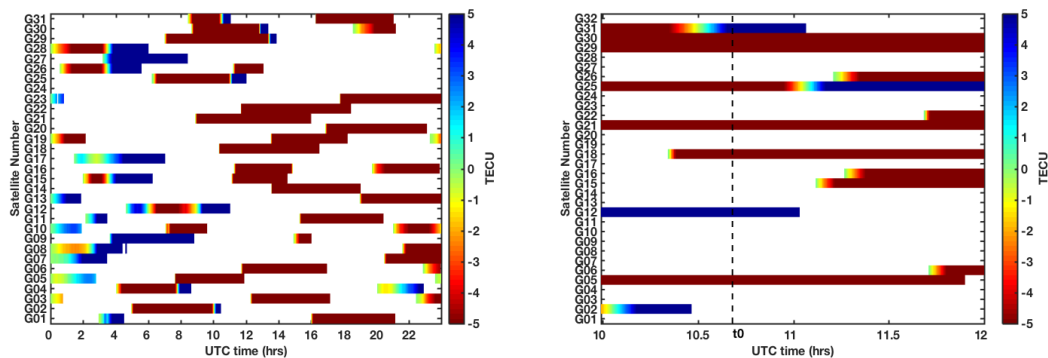 G31
G30
G29
G28
G27
G26
G25
G23
G22
G21
G20
G19
G18
G17
G16
G15
G14
G13
G12
G11
G10
G09
G08
G07
G06
G05
G04
G03
G02
G01
Satellite Number
0 2 4 6 8 10 12 14 16 18 20 22
UTC time (hrs)
5
4
3
2
1
0
-1
-2
-3
-4
-5
TECU
G32
G31
G30
G29
G28
G27
G26
G25
G24
G23
G22
G21
G20
G19
G18
G17
G16
G15
G14
G13
G12
G11
G10
G09
G08
G07
G06
G05
G04
G03
G02
G01
Satellite Number
10 10.5 t0 11 11.5 12
UTC time (hrs)
5
4
3
2
1
0
-1
-2
-3
-4
-5
TECU